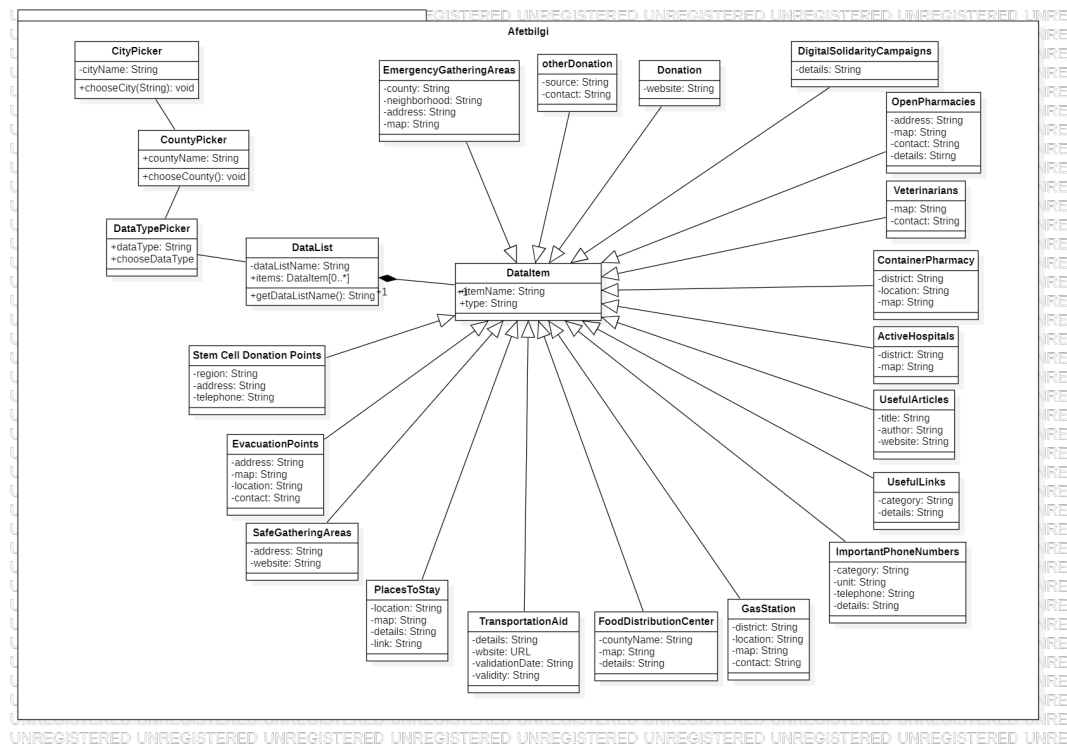 UNREGISTERED UNREGISTERED UNREGISTERED UNREGISTERED UNREGISTERED
Afetbilgi
CityPicker
-cityName: String
+chooseCity(String): void
CountyPicker
+countyName: String
+chooseCounty(): void
DataTypePicker
+dataType: String
+chooseDataType
DataList
-dataListName: String
+items: DataItem[0..*]
+getDataListName(): String
+1
EmergencyGatheringAreas
-county: String
-neighborhood: String
-address: String
-map: String
otherDonation
-source: String
-contact: String
Donation
-website: String
DigitalSolidarityCampaigns
-details: String
OpenPharmacies
-address: String
-map: String
-contact: String
-details: Stirng
Veterinarians
-map: String
-contact: String
ContainerPharmacy
-district: String
-location: String
-map: String
DataItem
+itemName: String
+type: String
ActiveHospitals
-district: String
-map: String
UsefulArticles
-title: String
-author: String
-website: String
UsefulLinks
-category: String
-details: String
ImportantPhoneNumbers
-category: String
-unit: String
-telephone: String
-details: String
Stem Cell Donation Points
-region: String
-address: String
-telephone: String
EvacuationPoints
-address: String
-map: String
-location: String
-contact: String
SafeGatheringAreas
-address: String
-website: String
PlacesToStay
-location: String
-map: String
-details: String
-link: String
TransportationAid
-details: String
-wbsite: URL
-validationDate: String
-validity: String
FoodDistributionCenter
-countyName: String
-map: String
-details: String
GasStation
-district: String
-location: String
-map: String
-contact: String
UNREGISTERED UNREGISTERED UNREGISTERED UNREGISTERED UNREGISTERED UNREGISTERED UNREGISTERED UNREGISTERED UNRE